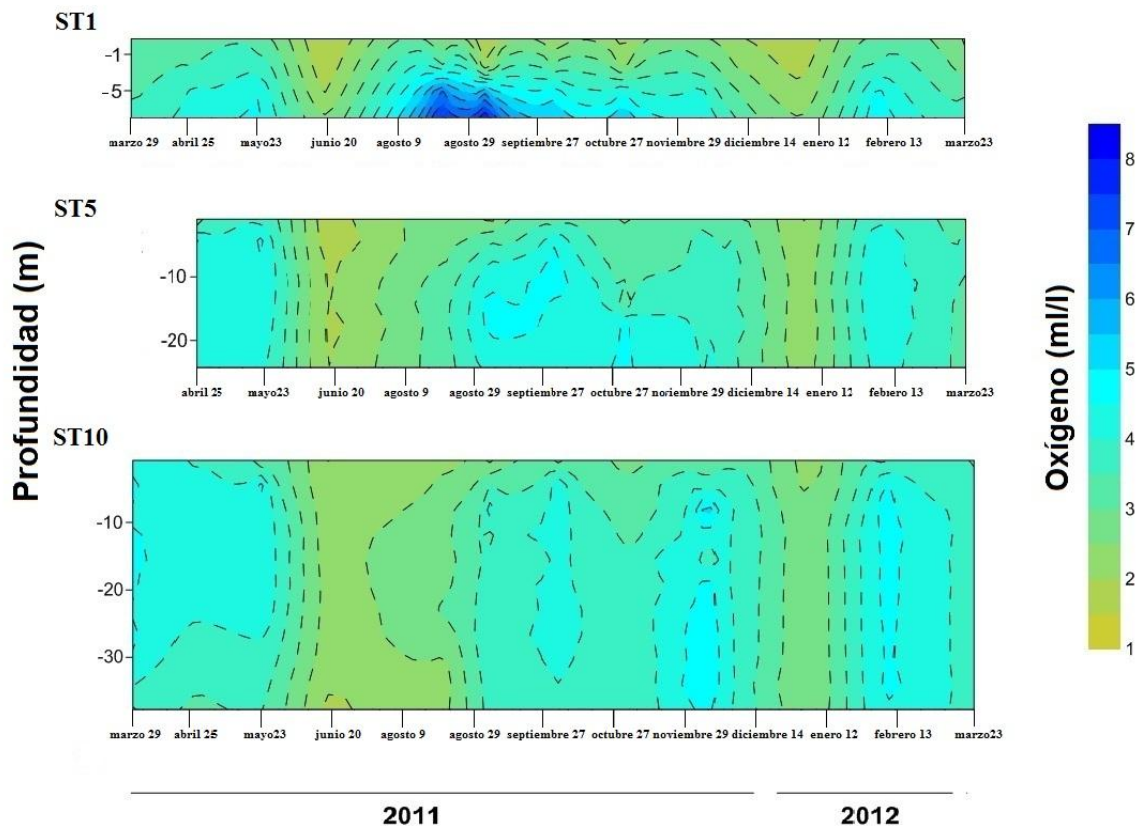 ST1
-1
-5
marzo 29 abril 25 mayo23 junio 20 agosto 9 agosto 29 septiembre 27 octubre 27 noviembre 29 diciembre 14 enero 12 febrero 13 marzo23
ST5
-10
-20
abril 25 mayo23 junio 20 agosto 9 agosto 29 septiembre 27 octubre 27 noviembre 29 diciembre 14 enero 12 febrero 13 marzo23
ST10
-10
-20
-30
marzo 29 abril 25 mayo23 junio 20 agosto 9 agosto 29 septiembre 27 octubre 27 noviembre 29 diciembre 14 enero 12 febrero 13 marzo23
2011 2012
Profundidad (m)
Oxígeno (ml/l)
8
7
6
5
4
3
2
1